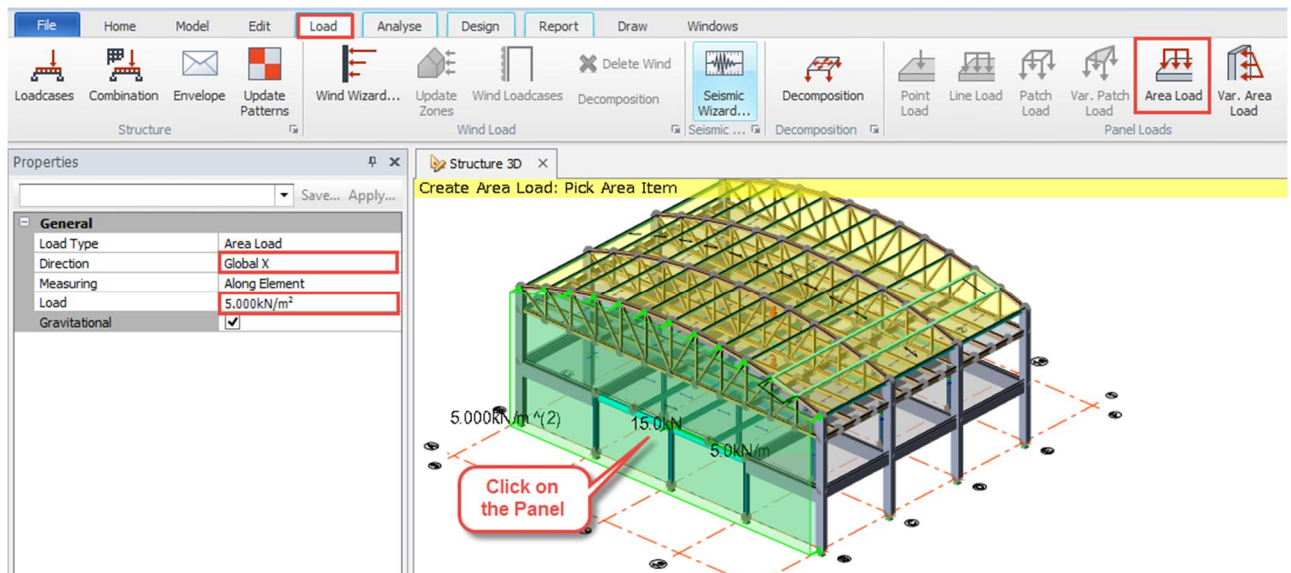 File Home Model Edit Load Analyse Design Report Draw Windows
Loadcases Combination Envelope Update Patterns Wind Wizard... Update Zones Wind Loadcases Delete Wind Decomposition Seismic Wizard... Decomposition Point Load Line Load Patch Load Var. Patch Load Area Load Var. Area Load
Structure Wind Load Seismic ... Decomposition Panel Loads
Properties
Save... Apply...
General
Load Type Area Load
Direction Global X
Measuring Along Element
Load 5.000kN/m²
Gravitational
Structure 3D
Create Area Load: Pick Area Item
5.000kN/m^(2) 15.0kN 5.0kN/m
Click on
the Panel